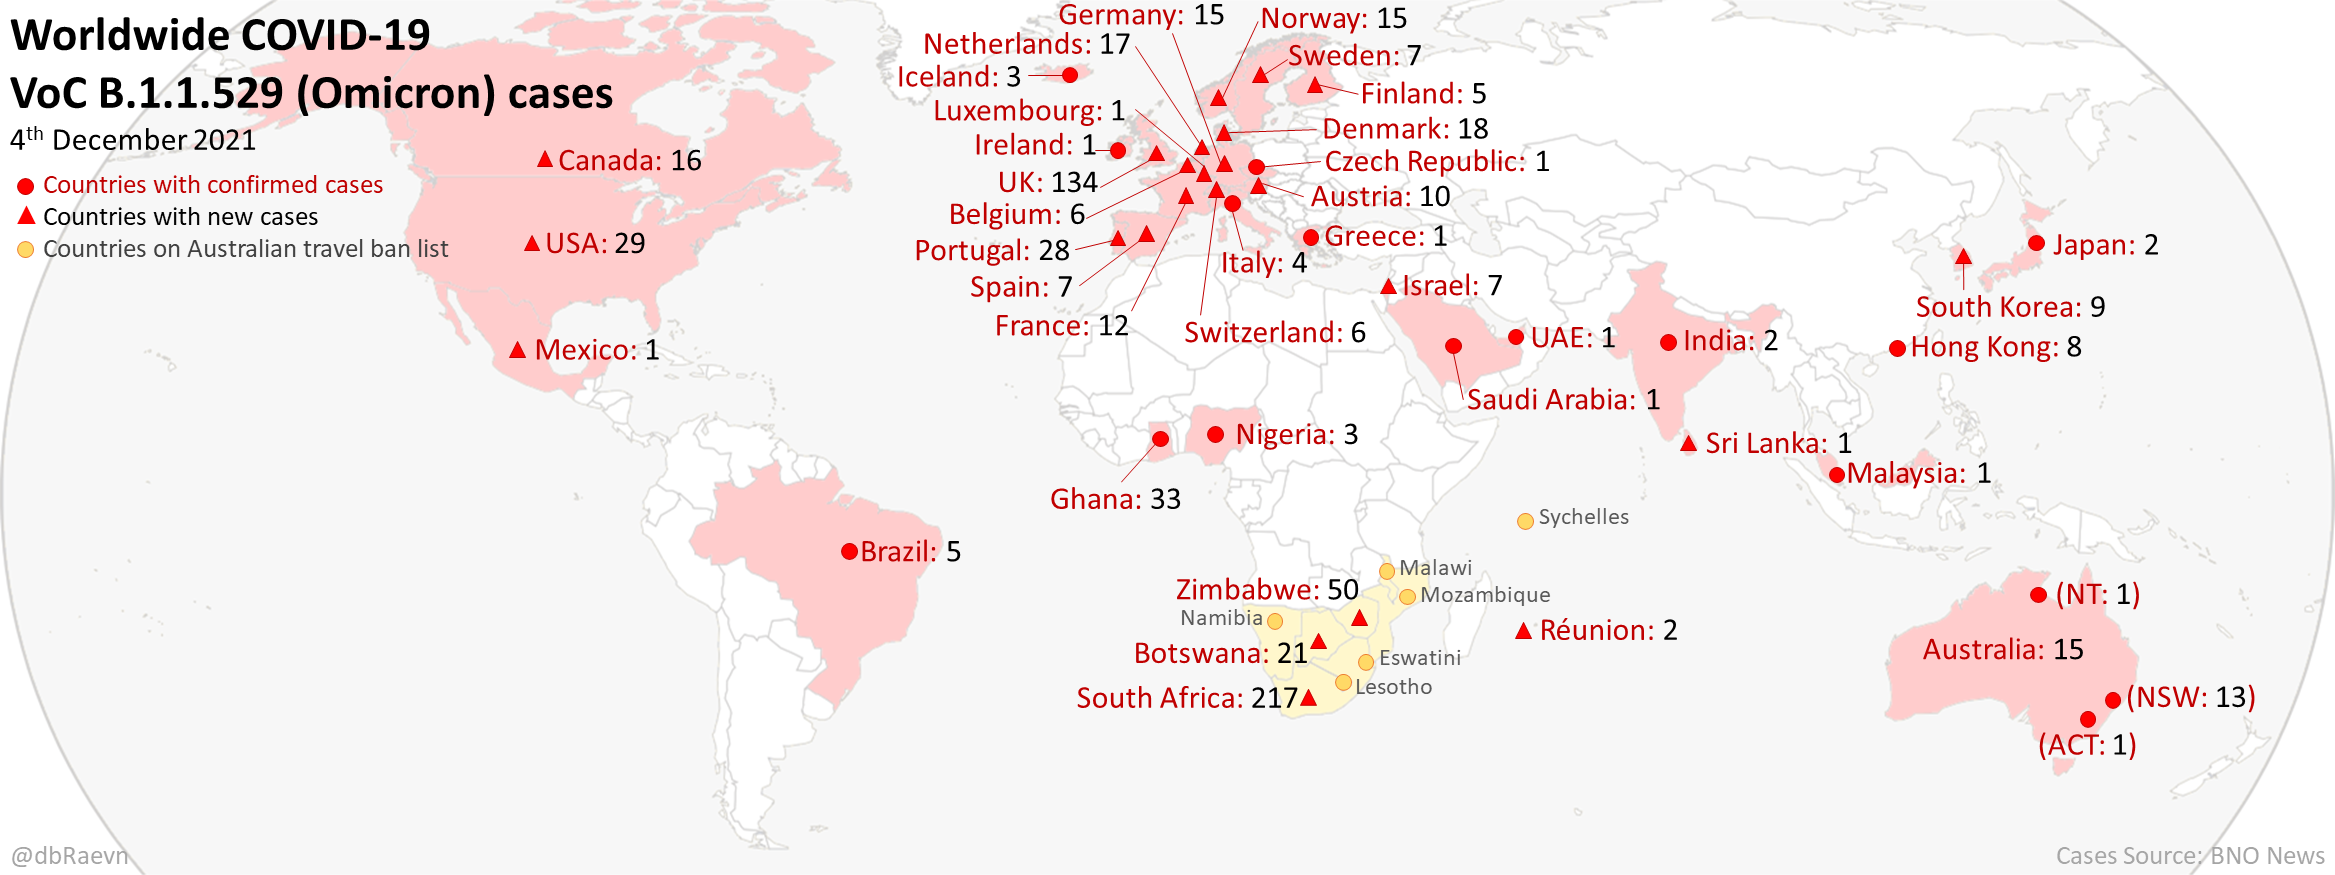 Worldwide COVID-19
VoC B.1.1.529 (Omicron) cases
4th December 2021
Countries with confirmed cases
Countries with new cases
Countries on Australian travel ban list
Canada: 16
USA: 29
Mexico: 1
Brazil: 5
Germany: 15
Norway: 15
Netherlands: 17
Sweden: 7
Iceland: 3
Finland: 5
Luxembourg: 1
Denmark: 18
Ireland: 1
Czech Republic: 1
UK: 134
Austria: 10
Belgium: 6
Greece: 1
Portugal: 28
Italy: 4
Spain: 7
Israel: 7
France: 12
Switzerland: 6
UAE: 1
India: 2
Saudi Arabia: 1
Japan: 2
South Korea: 9
Hong Kong: 8
Nigeria: 3
Sri Lanka: 1
Malaysia: 1
Ghana: 33
Sychelles
Malawi
Zimbabwe: 50
Mozambique
Namibia
Réunion: 2
Botswana: 21
Eswatini
Lesotho
South Africa: 217
(NT: 1)
Australia: 15
(NSW: 13)
(ACT: 1)
@dbRaevn
Cases Source: BNO News